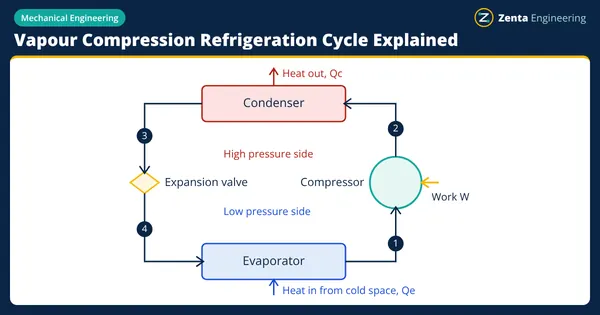 Mechanical Engineering
Zenta Engineering
Vapour Compression Refrigeration Cycle Explained
Heat out, Qc
Condenser
3
2
High pressure side
Expansion valve
Compressor
Work W
Low pressure side
4
1
Evaporator
Heat in from cold space, Qe